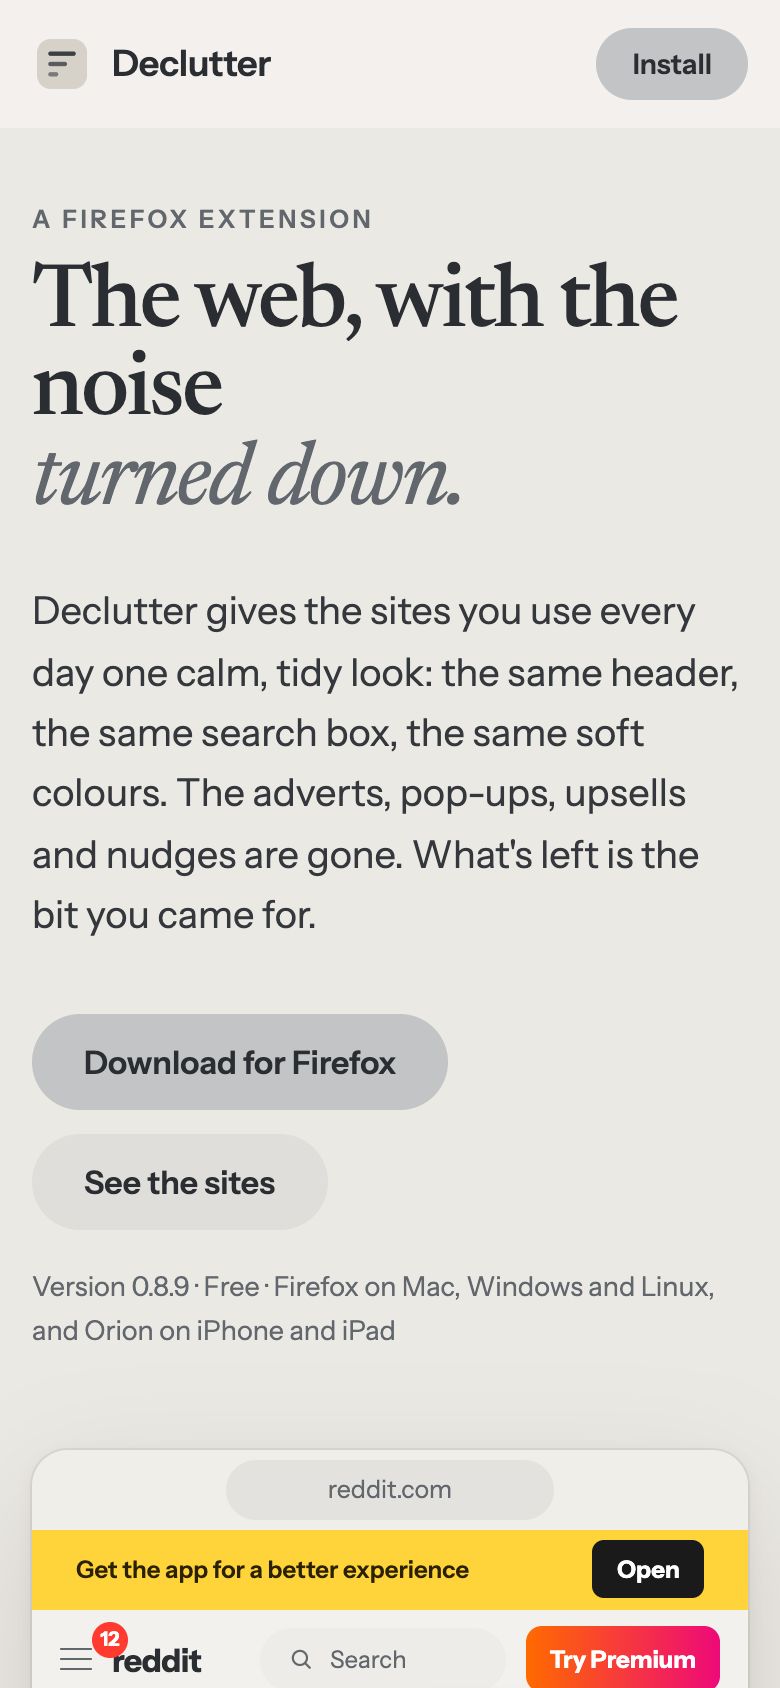 Declutter
Install
A FIREFOX EXTENSION
The web, with the
noise
turned down.
Declutter gives the sites you use every
day one calm, tidy look: the same header,
the same search box, the same soft
colours. The adverts, pop-ups, upsells
and nudges are gone. What's left is the
bit you came for.
Download for Firefox
See the sites
Version 0.8.9 · Free · Firefox on Mac, Windows and Linux,
and Orion on iPhone and iPad
reddit.com
Get the app for a better experience
Open
12
reddit
Search
Try Premium